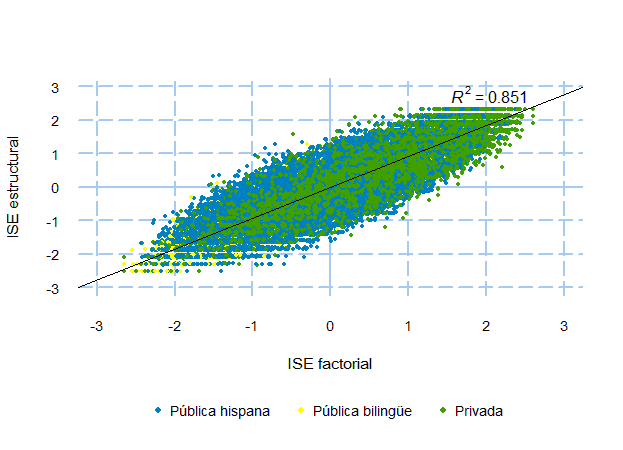 3
R² = 0.851
2
1
0
-1
-2
-3
ISE estructural
-3 -2 -1 0 1 2 3
ISE factorial
Pública hispana Pública bilingüe Privada